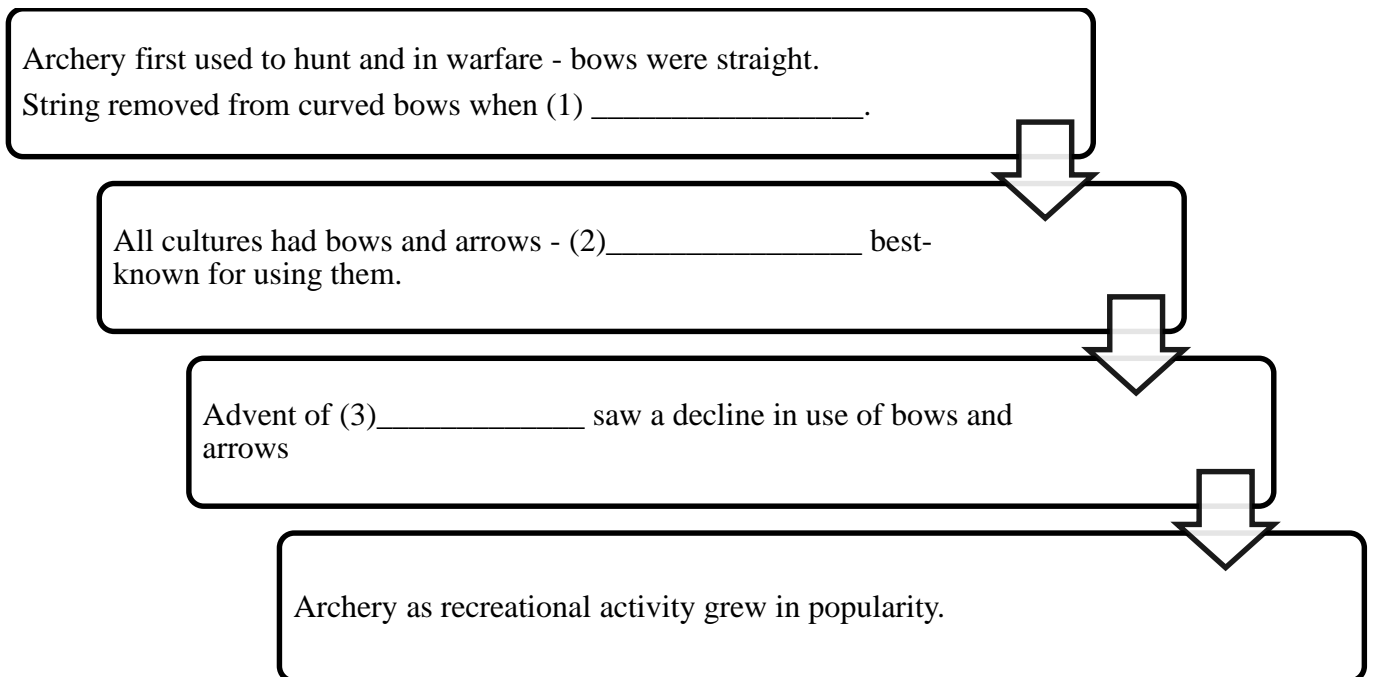 Archery first used to hunt and in warfare - bows were straight.
String removed from curved bows when (1) _________________.
All cultures had bows and arrows - (2)________________ best-
known for using them.
Advent of (3)_____________ saw a decline in use of bows and
arrows
Archery as recreational activity grew in popularity.